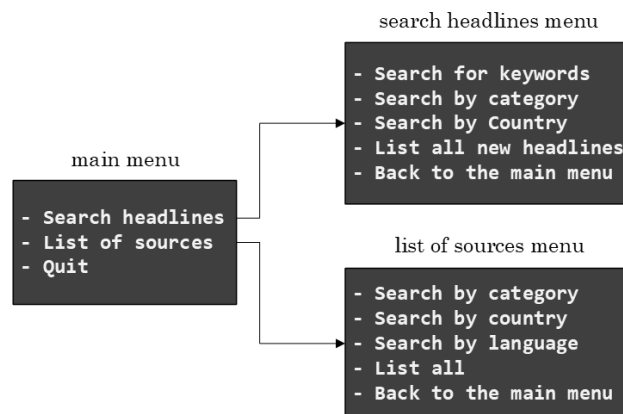 main menu
- Search headlines
- List of sources
- Quit
search headlines menu
- Search for keywords
- Search by category
- Search by Country
- List all new headlines
- Back to the main menu
list of sources menu
- Search by category
- Search by country
- Search by language
- List all
- Back to the main menu